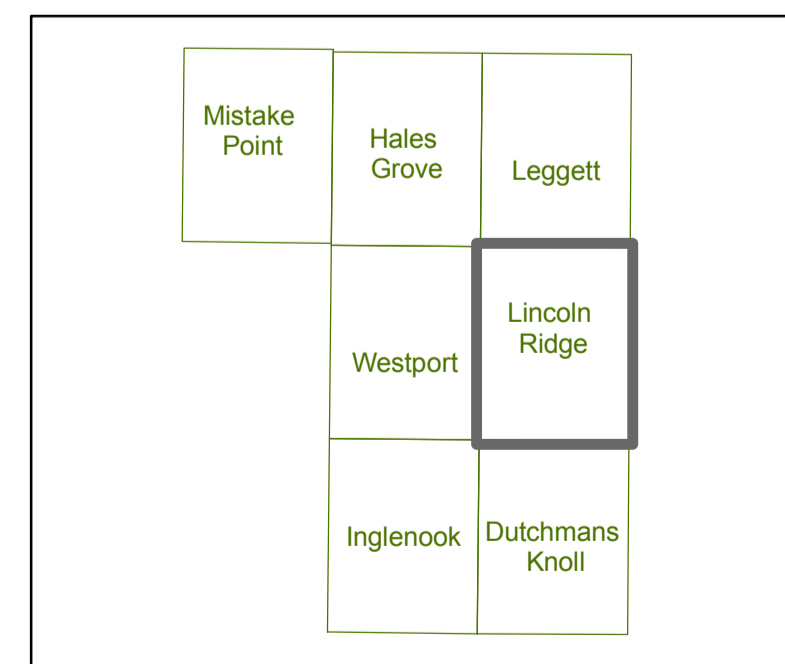 Mistake
Point
Hales
Grove
Leggett
Westport
Lincoln
Ridge
Inglenook
Dutchmans
Knoll